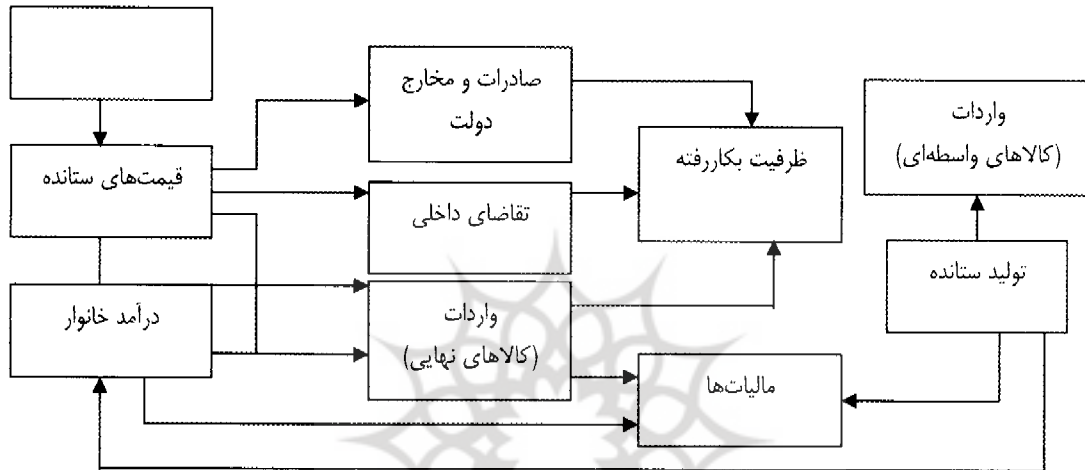 صادرات و مخارج
دولت
واردات
(کالاهای واسطه‌ای)
ظرفیت بکاررفته
قیمت‌های ستانده
تقاضای داخلی
تولید ستانده
درآمد خانوار
واردات
(کالاهای نهایی)
مالیات‌ها